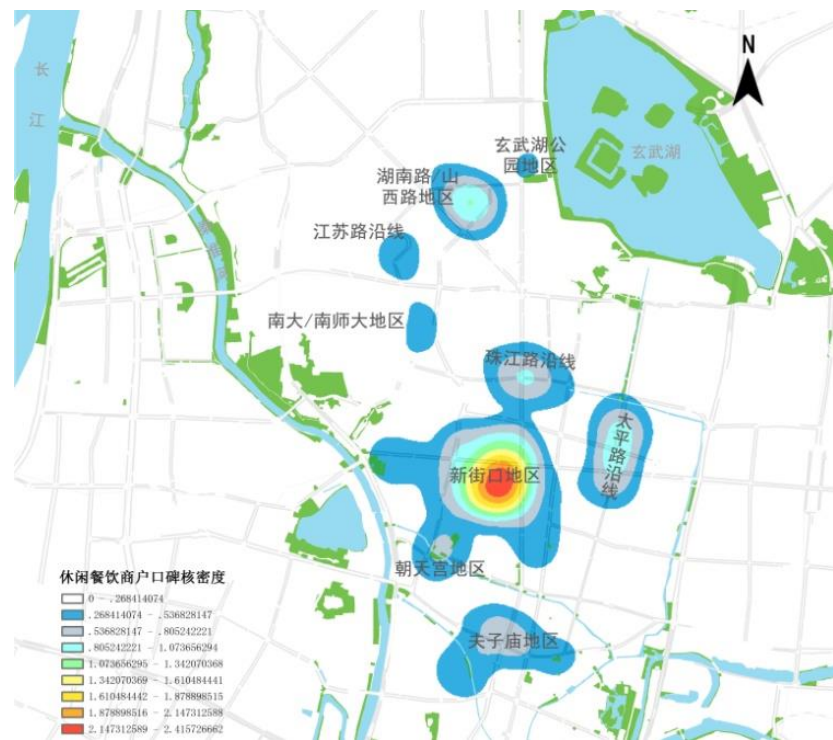 N
长
江
玄武湖公
园地区
玄武湖
湖南路/山
西路地区
江苏路沿线
南大/南师大地区
珠江路沿线
太平路沿线
新街口地区
朝天宫地区
夫子庙地区
休闲餐饮商户口碑核密度
0 - .268414074
.268414074 - .536828147
.536828147 - .805242221
.805242221 - 1.073656294
1.073656295 - 1.342070368
1.342070369 - 1.610484441
1.610484442 - 1.878898515
1.878898516 - 2.147312588
2.147312589 - 2.415726662